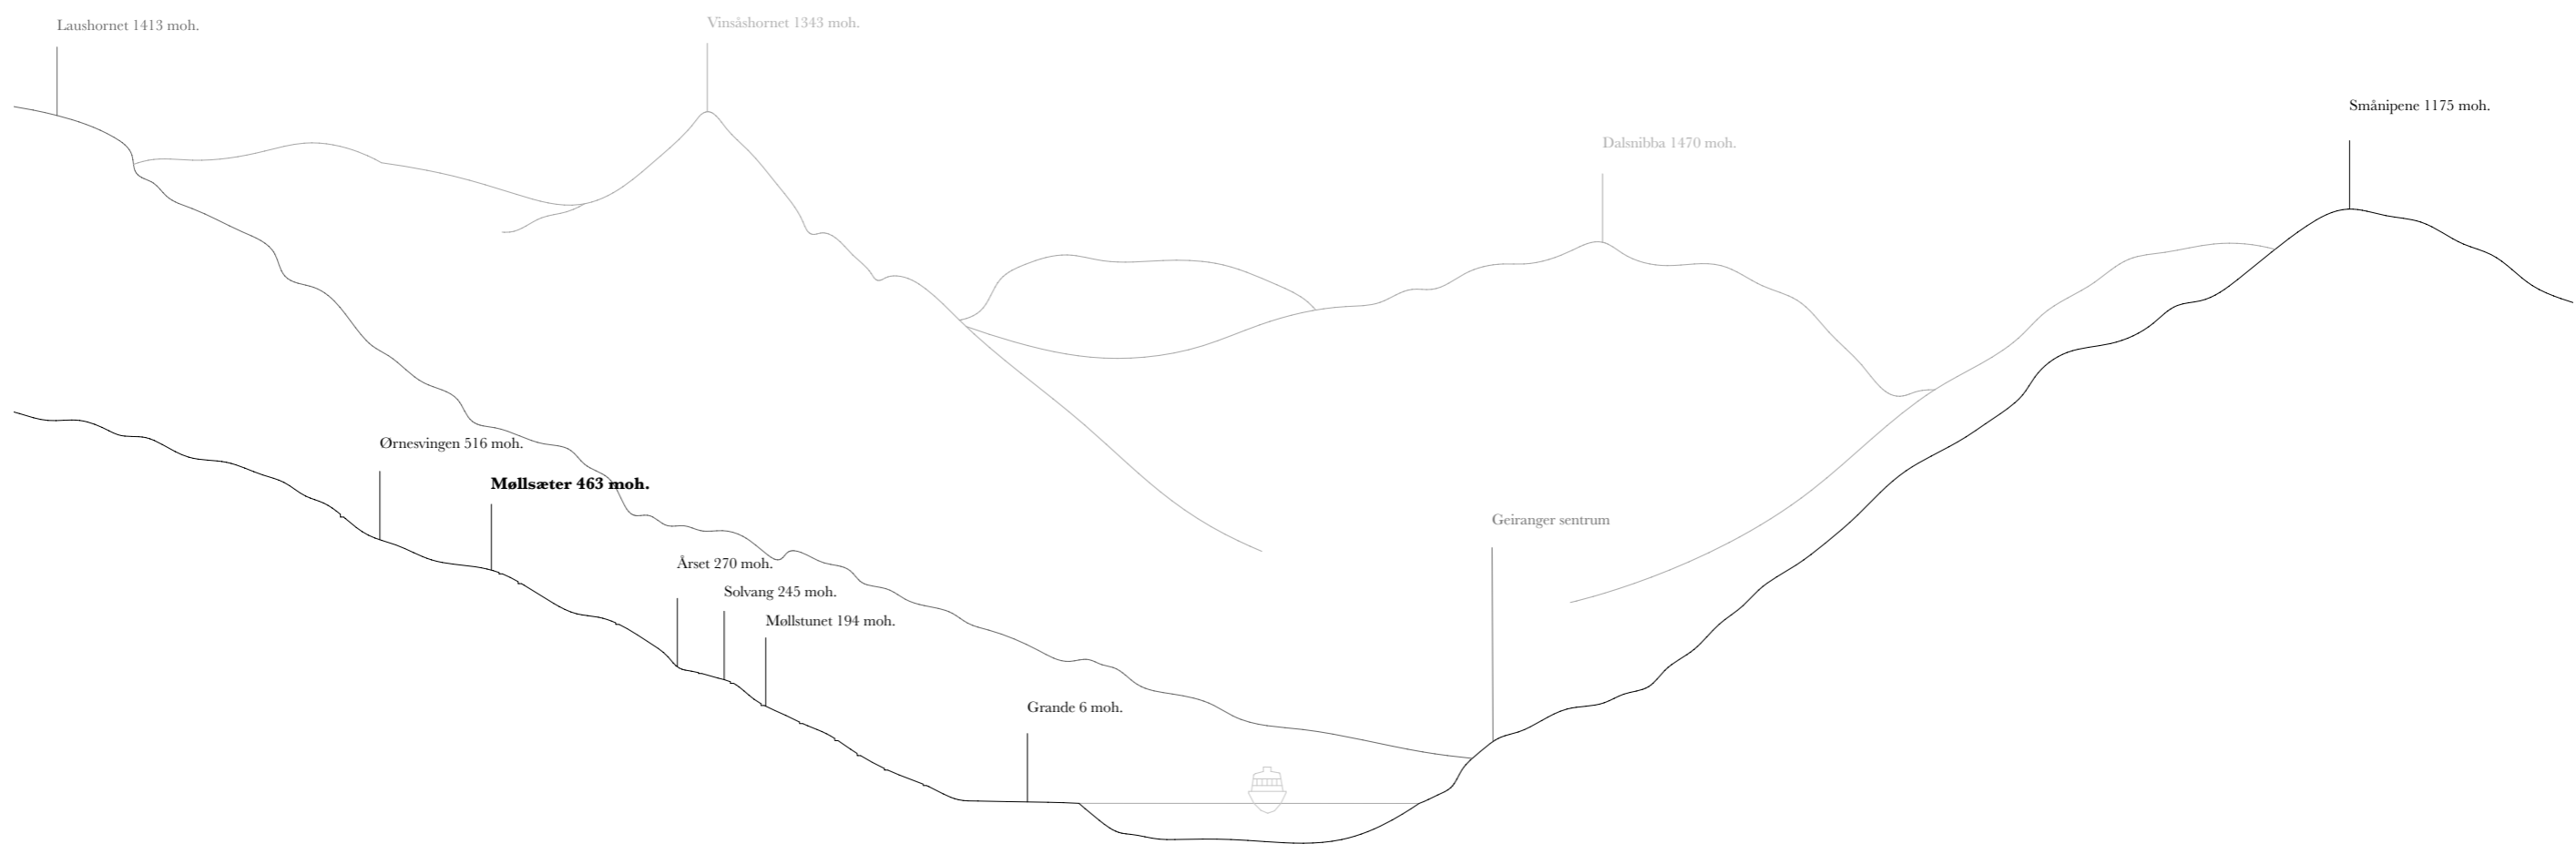 Laushornet 1413 moh.
Vinsåshornet 1343 moh.
Smånipene 1175 moh.
Dalsnibba 1470 moh.
Ørnesvingen 516 moh.
Møllsæter 463 moh.
Geiranger sentrum
Årset 270 moh.
Solvang 245 moh.
Møllstunet 194 moh.
Grande 6 moh.